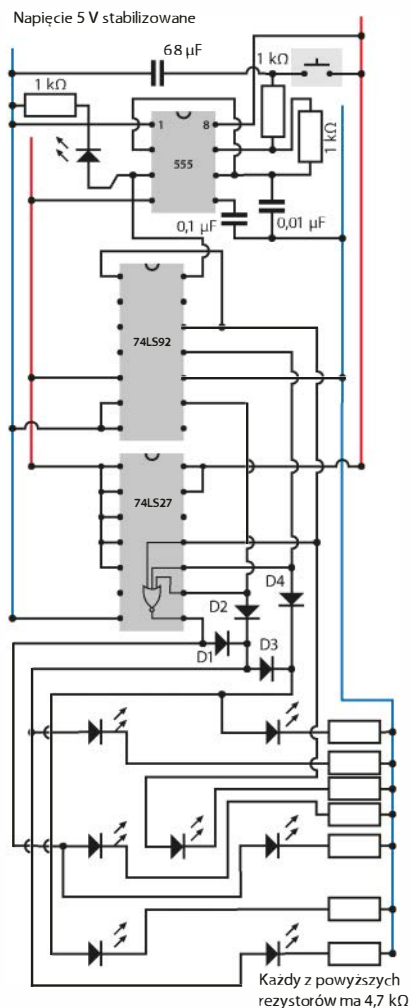 Napięcie 5 V stabilizowane
68 µF
1 kΩ
1 kΩ
1 kΩ
1
8
555
0,1 µF
0,01 µF
74LS92
74LS27
D4
D2
D1
D3
Każdy z powyższych
rezystorów ma 4,7 kΩ